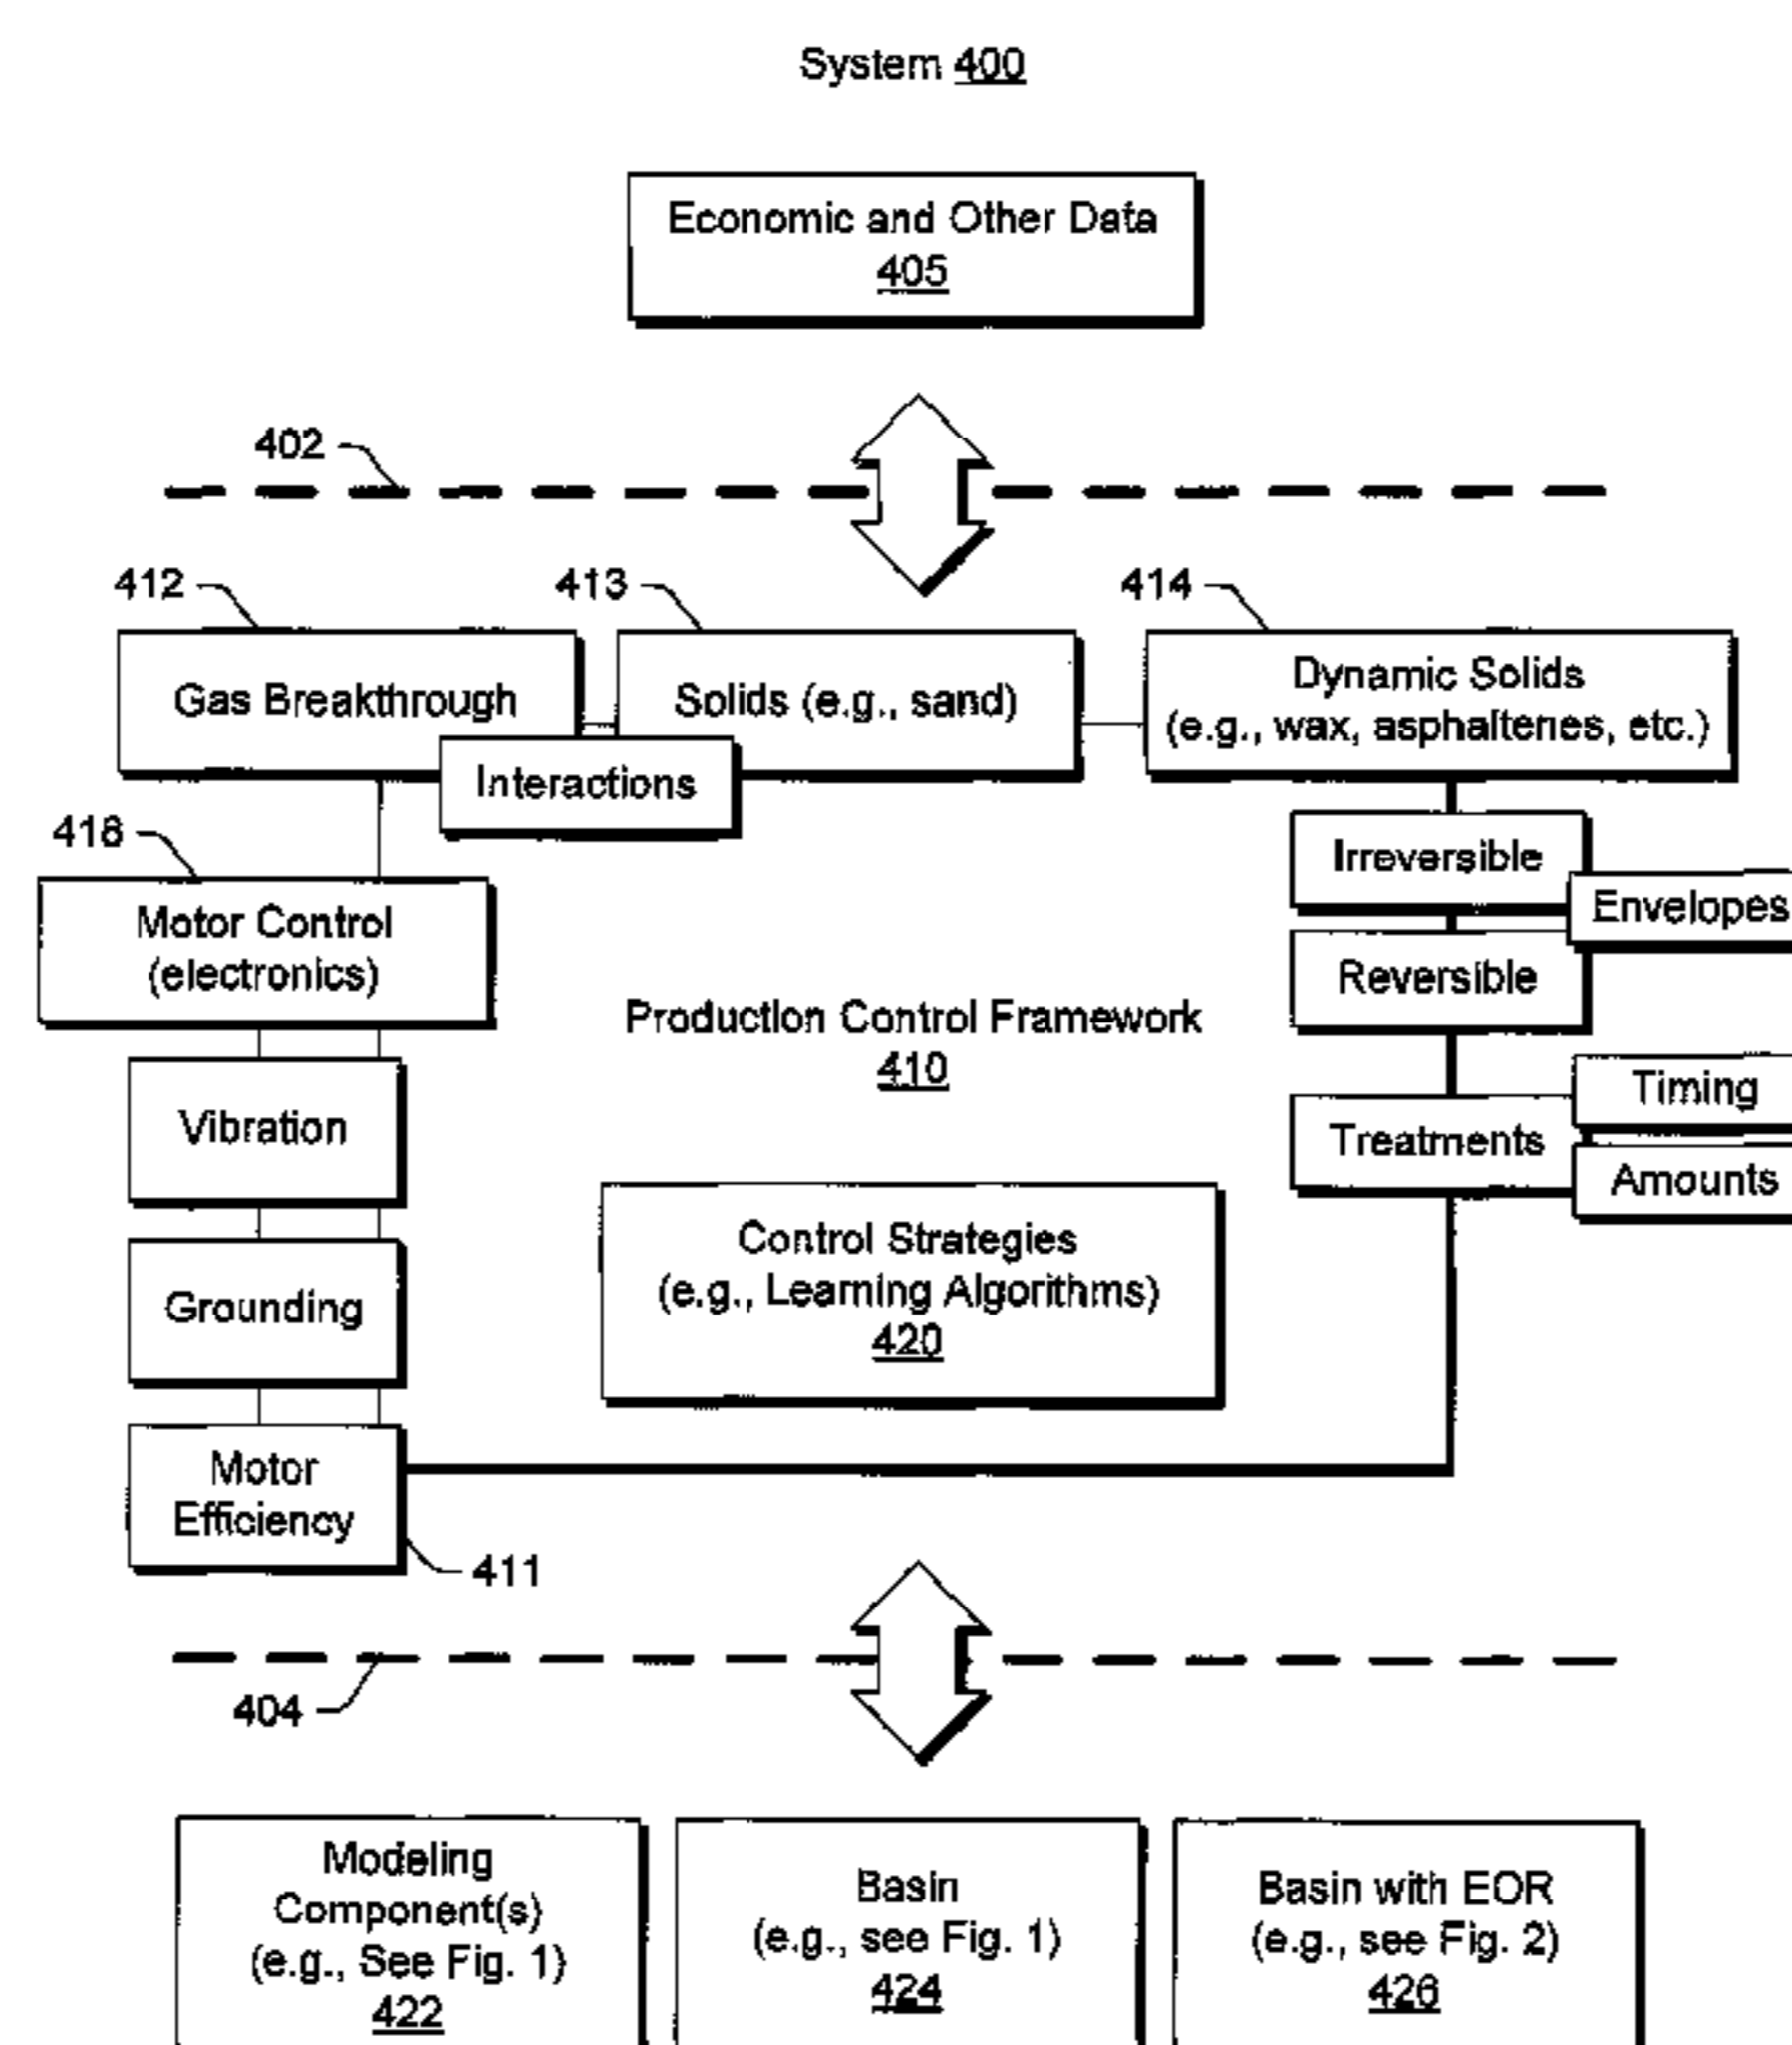 System 400
Economic and Other Data
405
402
412
413
414
Gas Breakthrough
Solids (e.g., sand)
Dynamic Solids
(e.g., wax, asphaltenes, etc.)
Interactions
418
Irreversible
Envelopes
Motor Control
(electronics)
Reversible
Production Control Framework
410
Vibration
Timing
Treatments
Amounts
Control Strategies
(e.g., Learning Algorithms)
420
Grounding
Motor
Efficiency
411
404
Modeling
Component(s)
(e.g., See Fig. 1)
422
Basin
(e.g., see Fig. 1)
424
Basin with EOR
(e.g., see Fig. 2)
426